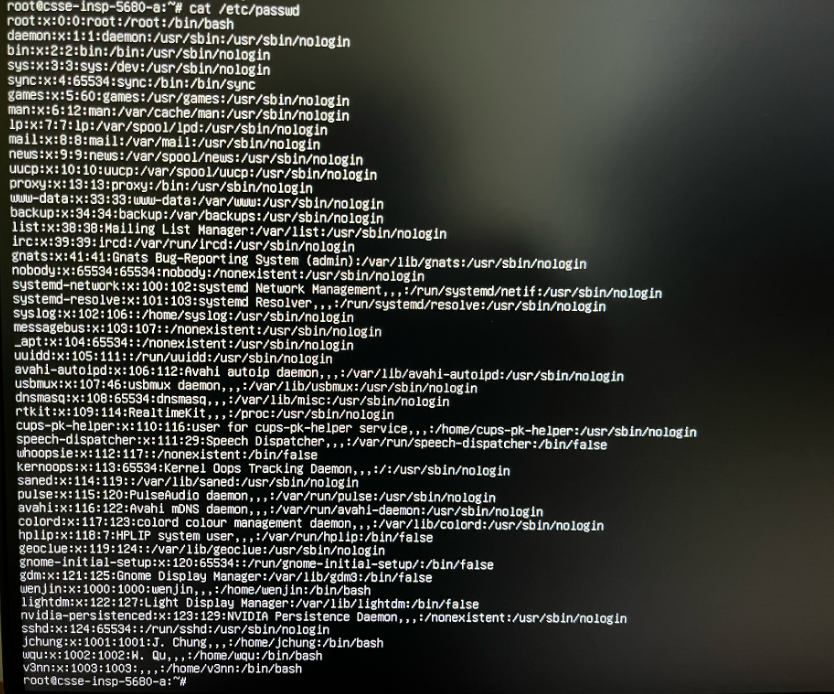 root@csse-insp-5680-a:~# cat /etc/passwd
root:x:0:0:root:/root:/bin/bash
daemon:x:1:1:daemon:/usr/sbin:/usr/sbin/nologin
bin:x:2:2:bin:/bin:/usr/sbin/nologin
sys:x:3:3:sys:/dev:/usr/sbin/nologin
sync:x:4:65534:sync:/bin:/bin/sync
games:x:5:60:games:/usr/games:/usr/sbin/nologin
man:x:6:12:man:/var/cache/man:/usr/sbin/nologin
lp:x:7:7:lp:/var/spool/lpd:/usr/sbin/nologin
mail:x:8:8:mail:/var/mail:/usr/sbin/nologin
news:x:9:9:news:/var/spool/news:/usr/sbin/nologin
uucp:x:10:10:uucp:/var/spool/uucp:/usr/sbin/nologin
proxy:x:13:13:proxy:/bin:/usr/sbin/nologin
www-data:x:33:33:www-data:/var/www:/usr/sbin/nologin
backup:x:34:34:backup:/var/backups:/usr/sbin/nologin
list:x:38:38:Mailing List Manager:/var/list:/usr/sbin/nologin
irc:x:39:39:ircd:/var/run/ircd:/usr/sbin/nologin
gnats:x:41:41:Gnats Bug-Reporting System (admin):/var/lib/gnats:/usr/sbin/nologin
nobody:x:65534:65534:nobody:/nonexistent:/usr/sbin/nologin
systemd-network:x:100:102:systemd Network Management,,,:/run/systemd/netif:/usr/sbin/nologin
systemd-resolve:x:101:103:systemd Resolver,,,:/run/systemd/resolve:/usr/sbin/nologin
syslog:x:102:106::/home/syslog:/usr/sbin/nologin
messagebus:x:103:107::/nonexistent:/usr/sbin/nologin
_apt:x:104:65534::/nonexistent:/usr/sbin/nologin
uuidd:x:105:111::/run/uuidd:/usr/sbin/nologin
avahi-autoipd:x:106:112:Avahi autoip daemon,,,:/var/lib/avahi-autoipd:/usr/sbin/nologin
usbmux:x:107:46:usbmux daemon,,,:/var/lib/usbmux:/usr/sbin/nologin
dnsmasq:x:108:65534:dnsmasq,,,:/var/lib/misc:/usr/sbin/nologin
rtkit:x:109:114:RealtimeKit,,,:/proc:/usr/sbin/nologin
cups-pk-helper:x:110:116:user for cups-pk-helper service,,,:/home/cups-pk-helper:/usr/sbin/nologin
speech-dispatcher:x:111:29:Speech Dispatcher,,,:/var/run/speech-dispatcher:/bin/false
whoopsie:x:112:117::/nonexistent:/bin/false
kernoops:x:113:65534:Kernel Oops Tracking Daemon,,,:/:/usr/sbin/nologin
saned:x:114:119::/var/lib/saned:/usr/sbin/nologin
pulse:x:115:120:PulseAudio daemon,,,:/var/run/pulse:/usr/sbin/nologin
avahi:x:116:122:Avahi mDNS daemon,,,:/var/run/avahi-daemon:/usr/sbin/nologin
colord:x:117:123:colord colour management daemon,,,:/var/lib/colord:/usr/sbin/nologin
hplip:x:118:7:HPLIP system user,,,:/var/run/hplip:/bin/false
geoclue:x:119:124::/var/lib/geoclue:/usr/sbin/nologin
gnome-initial-setup:x:120:65534::/run/gnome-initial-setup/:/bin/false
gdm:x:121:125:Gnome Display Manager:/var/lib/gdm3:/bin/false
wenjin:x:1000:1000:wenjin,,,:/home/wenjin:/bin/bash
lightdm:x:122:127:Light Display Manager:/var/lib/lightdm:/bin/false
nvidia-persistenced:x:123:129:NVIDIA Persistence Daemon,,,:/nonexistent:/usr/sbin/nologin
sshd:x:124:65534::/run/sshd:/usr/sbin/nologin
jchung:x:1001:1001:J. Chung,,,:/home/jchung:/bin/bash
wqu:x:1002:1002:W. Qu,,,:/home/wqu:/bin/bash
v3nn:x:1003:1003:,,,:/home/v3nn:/bin/bash
root@csse-insp-5680-a:~#